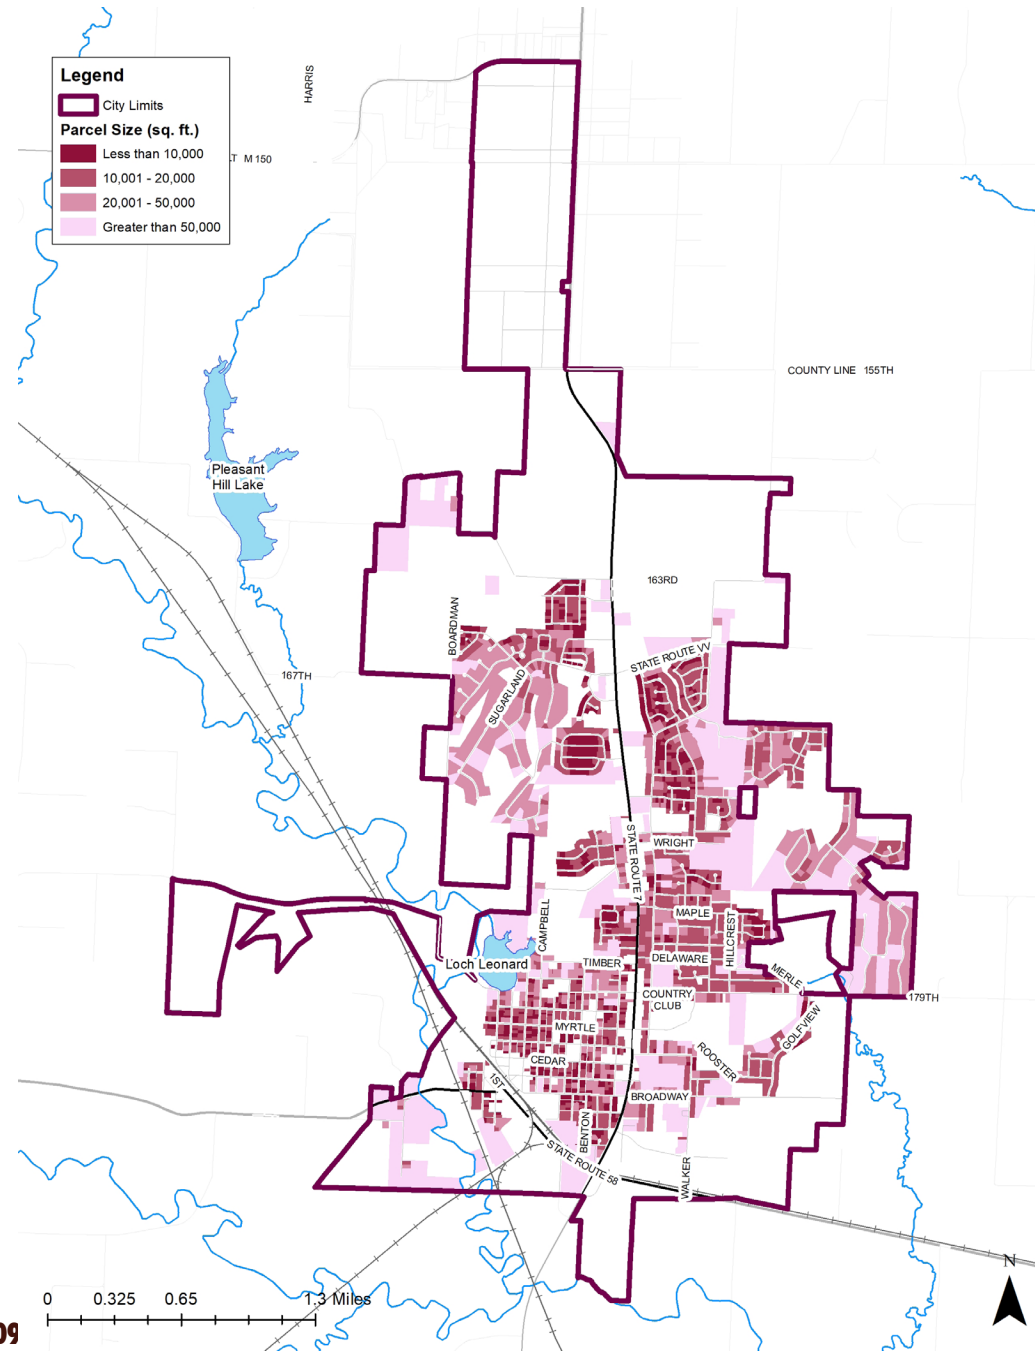 HARRIS
Legend
City Limits
Parcel Size (sq. ft.)
Less than 10,000
10,001 - 20,000
20,001 - 50,000
Greater than 50,000
M 150
COUNTY LINE 155TH
Pleasant
Hill Lake
163RD
BOARDMAN
STATE ROUTE VV
167TH
SUGARLAND
STATE ROUTE 7
WRIGHT
MAPLE
HILLCREST
CAMPBELL
DELAWARE
TIMBER
Loch Leonard
MERLE
179TH
COUNTRY
CLUB
GOLFVIEW
MYRTLE
CEDAR
ROOSTER
1ST
BROADWAY
BENTON
STATE ROUTE 58
WALKER
N
0 0.325 0.65 1.3 Miles
09